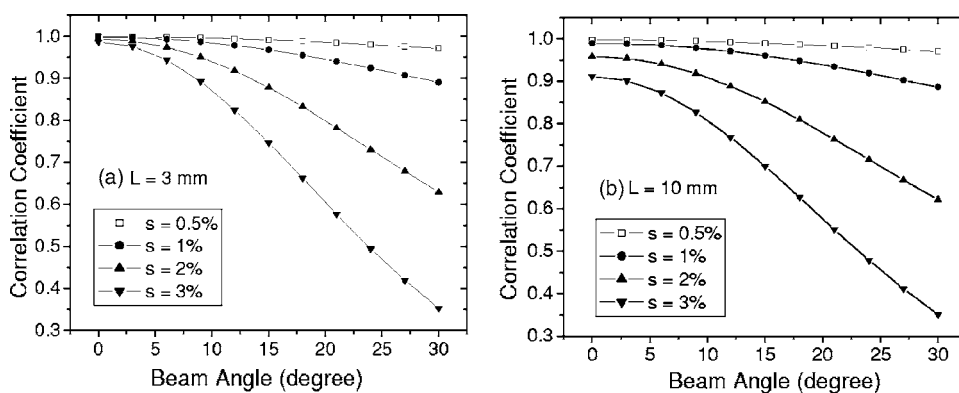 1.0
0.9
0.8
0.7
0.6
0.5
0.4
0.3
Correlation Coefficient
(a) L = 3 mm
s = 0.5%
s = 1%
s = 2%
s = 3%
0 5 10 15 20 25 30
Beam Angle (degree)
1.0
0.9
0.8
0.7
0.6
0.5
0.4
0.3
Correlation Coefficient
(b) L = 10 mm
s = 0.5%
s = 1%
s = 2%
s = 3%
0 5 10 15 20 25 30
Beam Angle (degree)